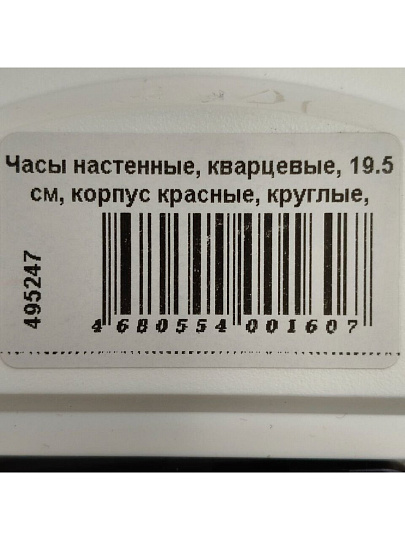 Часы настенные, кварцевые, 19.5
см, корпус красные, круглые,
495247
4 680554 001607